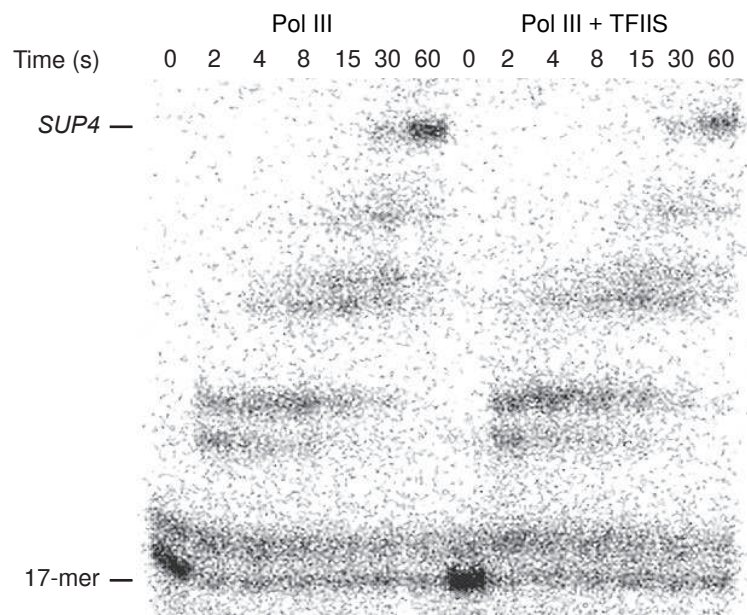 Pol III Pol III + TFIIS
Time (s) 0 2 4 8 15 30 60 0 2 4 8 15 30 60
SUP4
17-mer